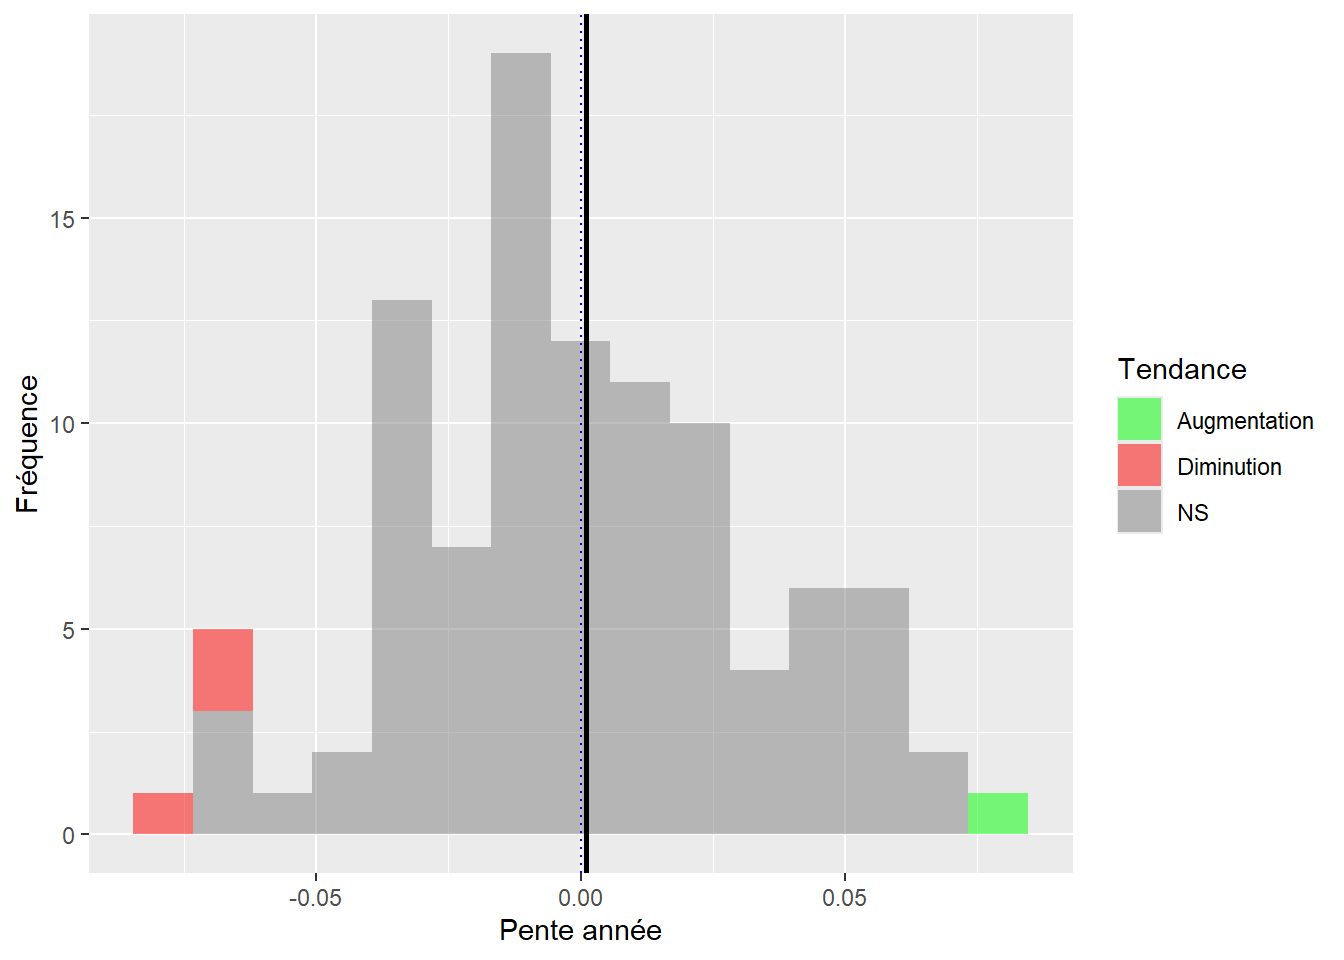 15
10
5
0
-0.05
0.00
0.05
Pente année
Fréquence
Tendance
Augmentation
Diminution
NS